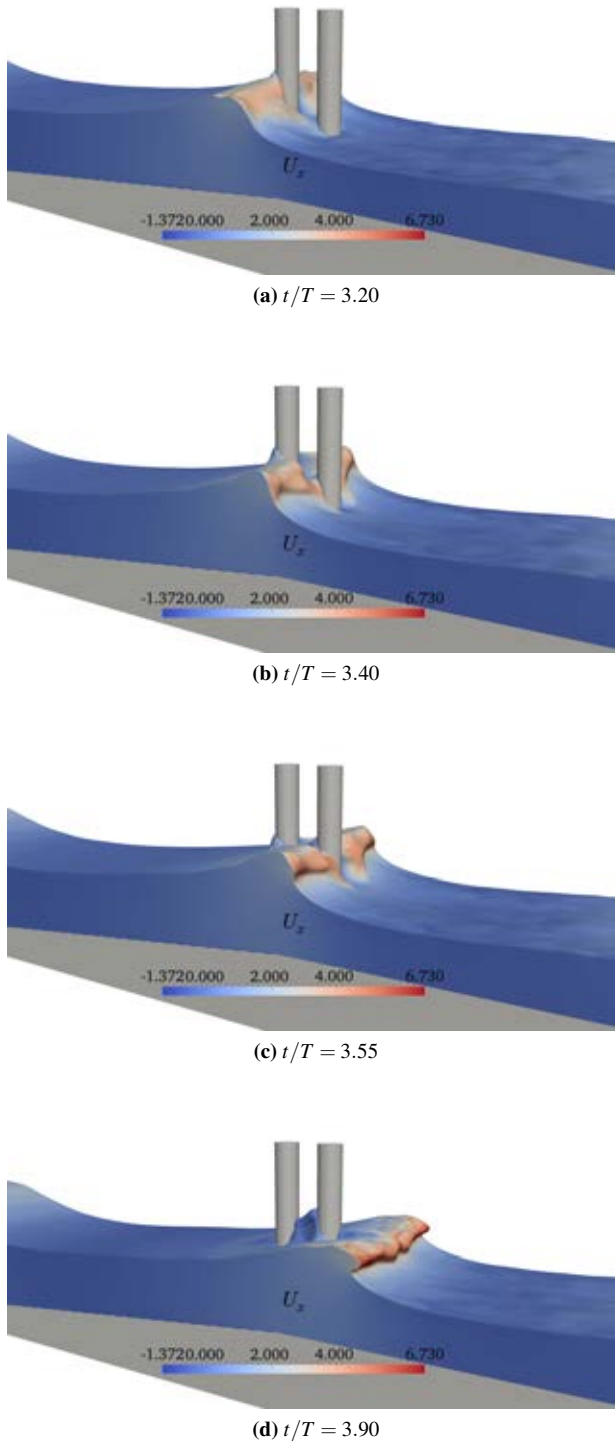 U_x
-1.3720.000 2.000 4.000 6.730
(a) t/T = 3.20
U_x
-1.3720.000 2.000 4.000 6.730
(b) t/T = 3.40
U_x
-1.3720.000 2.000 4.000 6.730
(c) t/T = 3.55
U_x
-1.3720.000 2.000 4.000 6.730
(d) t/T = 3.90